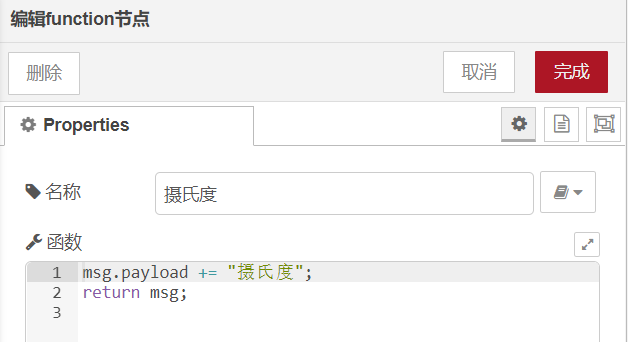 编辑function节点
删除
取消
完成
Properties
名称
摄氏度
函数
1 msg.payload += "摄氏度";
2 return msg;
3